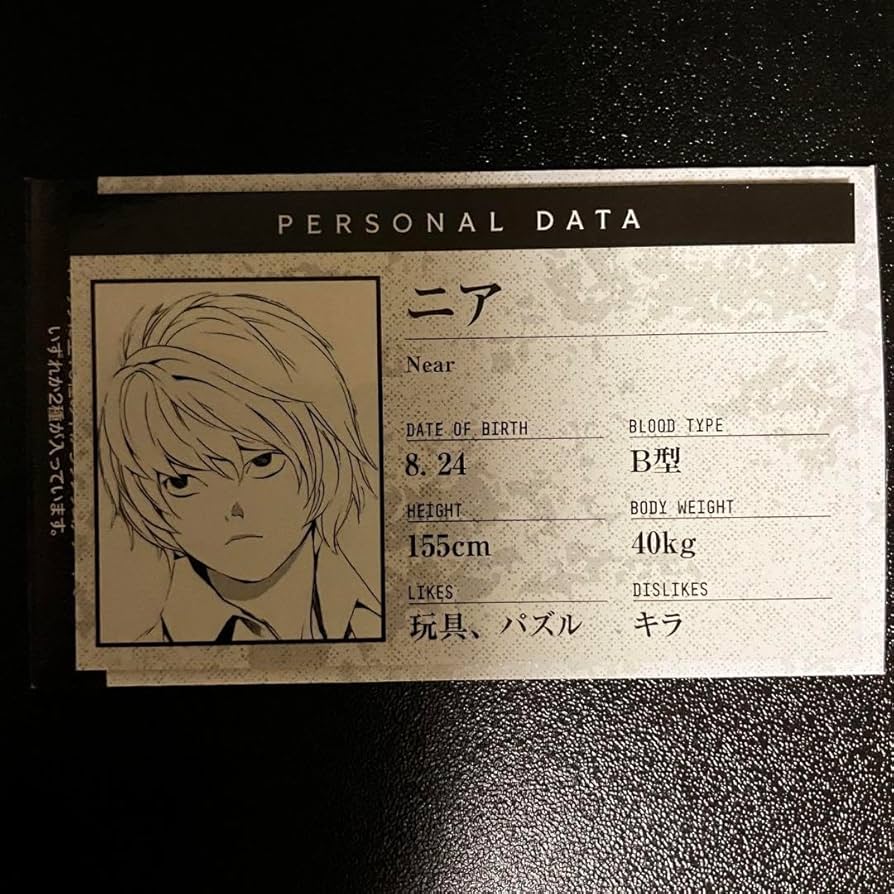 PERSONAL DATA
ニア
Near
DATE OF BIRTH
8. 24
BLOOD TYPE
B型
HEIGHT
155cm
BODY WEIGHT
40kg
LIKES
玩具、パズル
DISLIKES
キラ
いずれか2種が入っています。